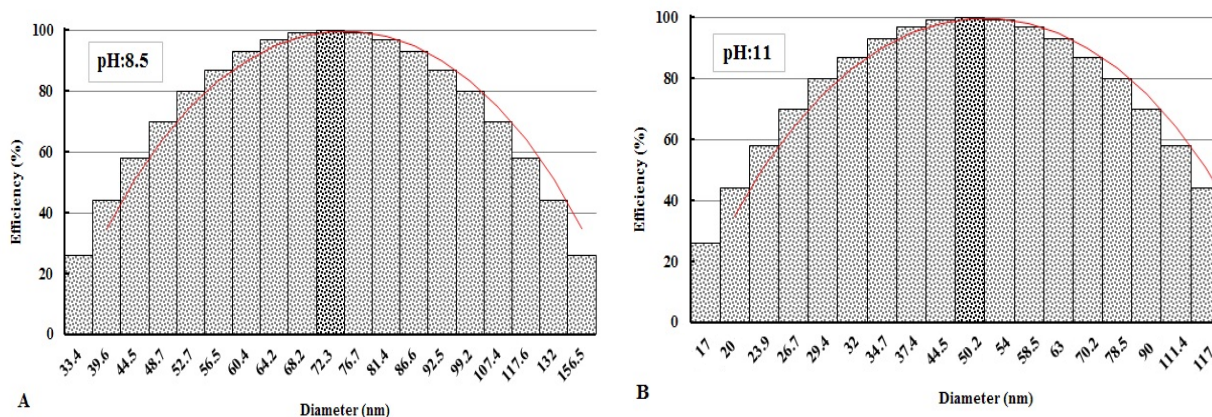 pH:8.5
Efficiency (%)
100
80
60
40
20
0
33.4 39.6 44.5 48.7 52.7 56.5 60.4 64.2 68.2 72.3 76.7 81.4 86.6 92.5 99.2 107.4 117.6 132 156.5
Diameter (nm)
A
pH:11
Efficiency (%)
100
80
60
40
20
0
17 20 23.9 26.7 29.4 32 34.7 37.4 44.5 50.2 54 58.5 63 70.2 78.5 90 111.4
Diameter (nm)
B